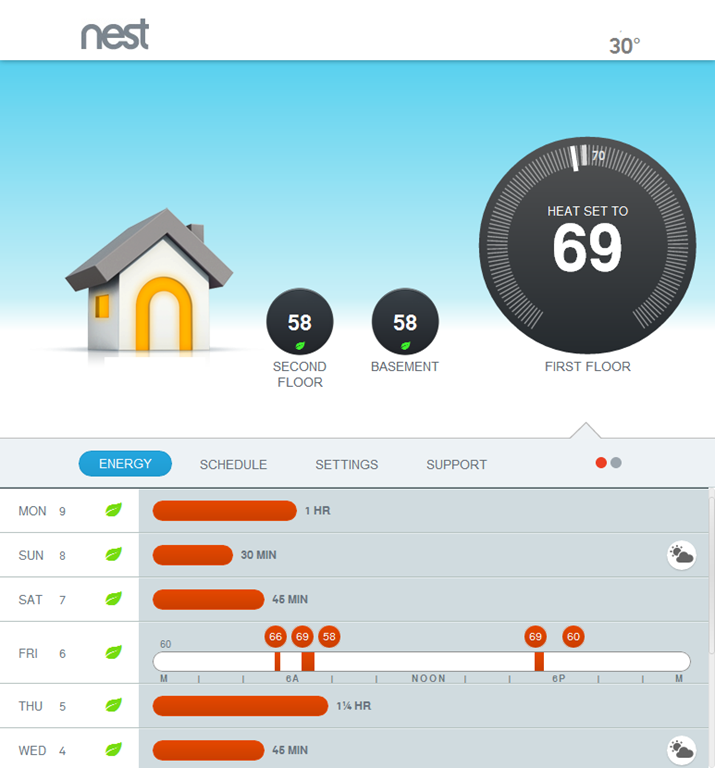 nest
30°
70
HEAT SET TO
69
58
58
SECOND
FLOOR
BASEMENT
FIRST FLOOR
ENERGY SCHEDULE SETTINGS SUPPORT
MON 9 1 HR
SUN 8 30 MIN
SAT 7 45 MIN
66 69 58 69 60
60
FRI 6
M 6A NOON 6P M
THU 5 1¼ HR
WED 4 45 MIN